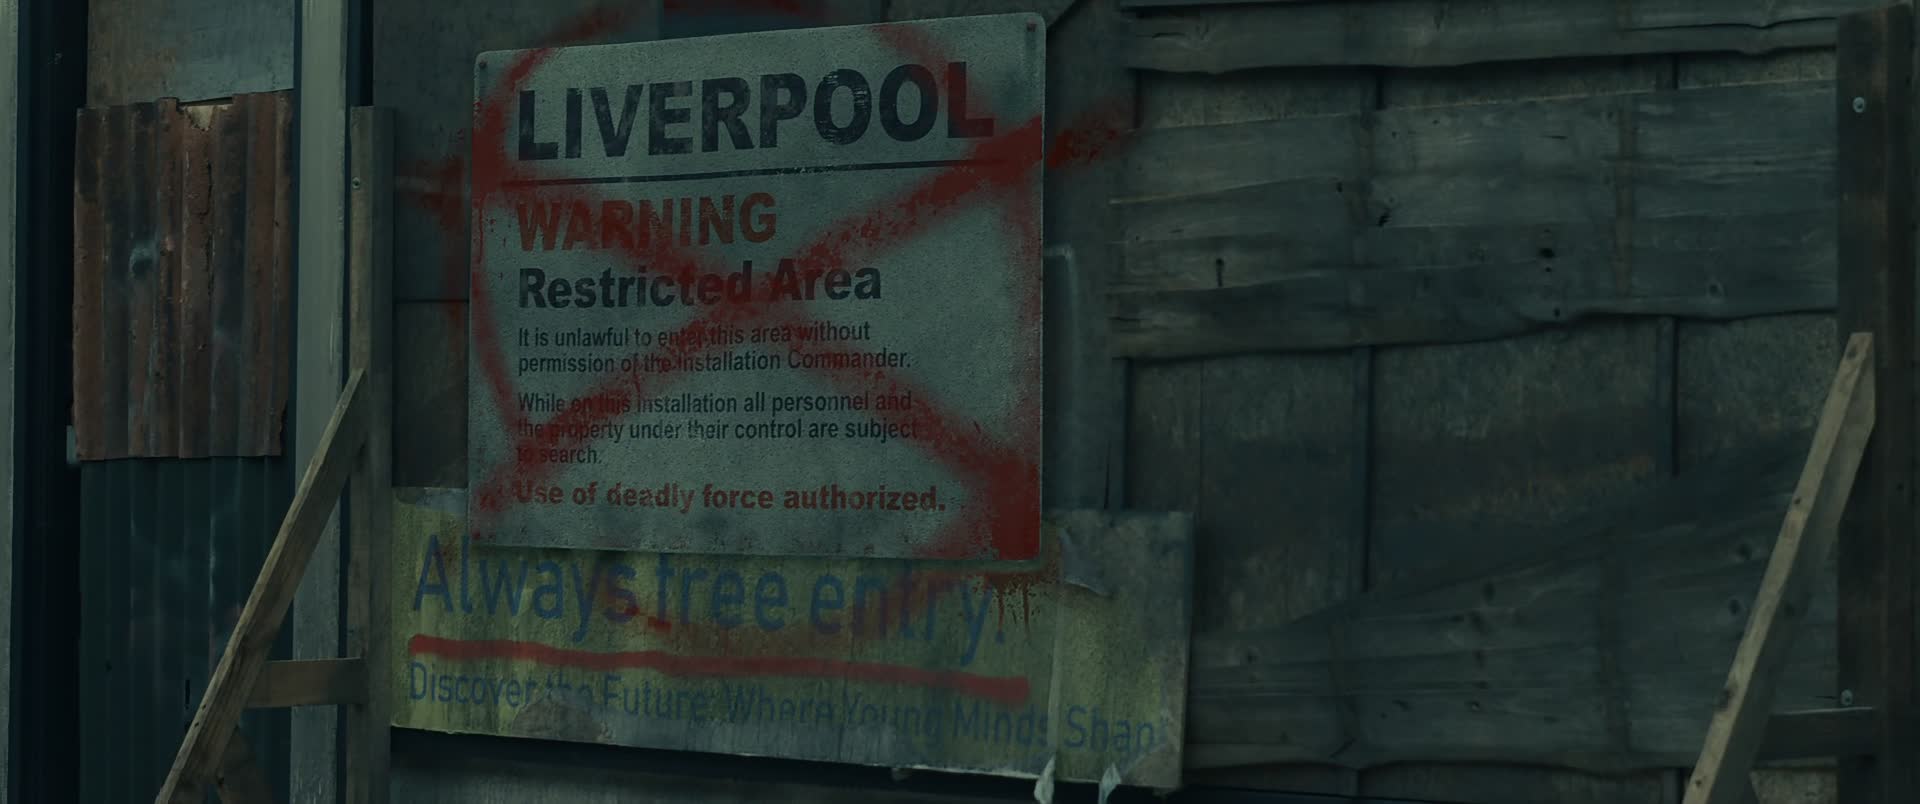 LIVERPOOL
WARNING
Restricted Area
It is unlawful to enter this area without
permission of the Installation Commander.
While on this installation all personnel and
the property under their control are subject
to search.
Use of deadly force authorized.
Always free entry.
Discover the Future: Where Young Minds Shape